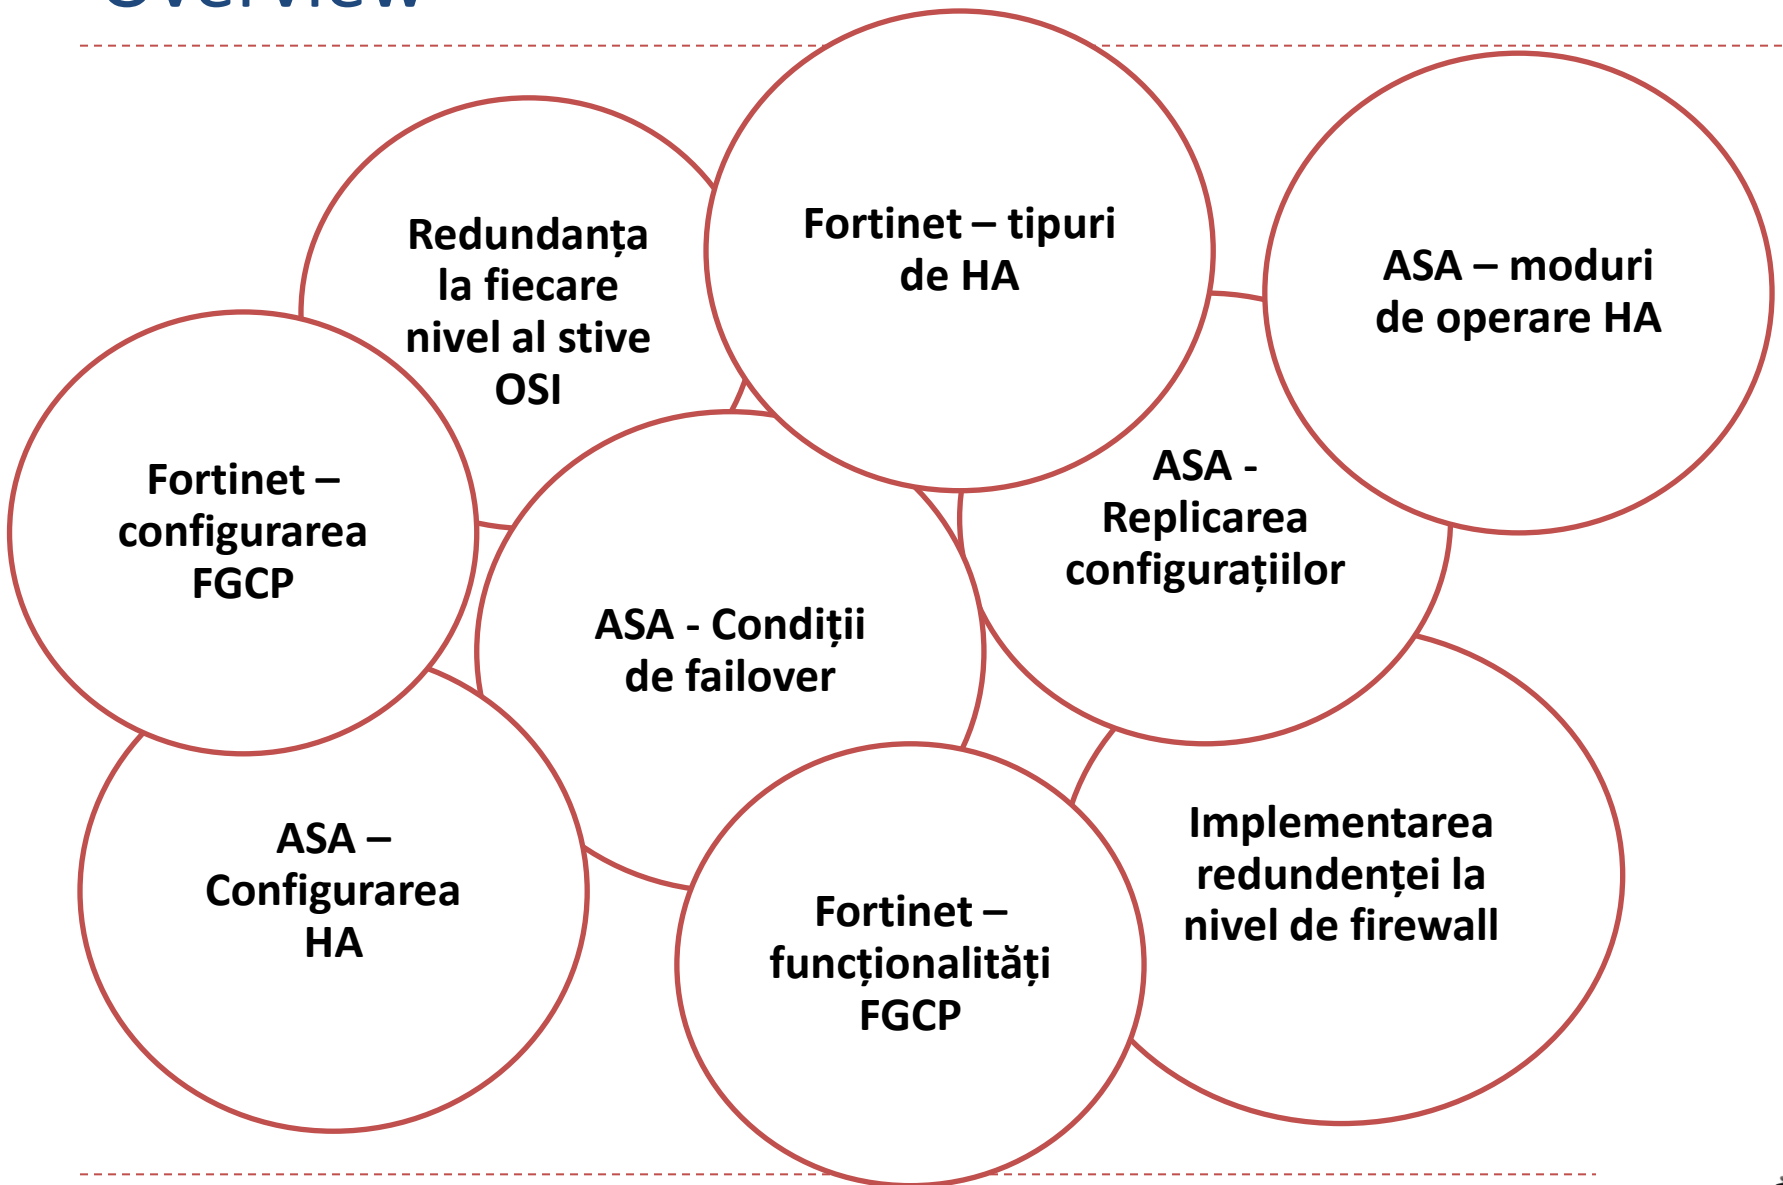 Overview
Redundanța
la fiecare
nivel al stive
OSI
Fortinet – tipuri
de HA
ASA – moduri
de operare HA
Fortinet –
configurarea
FGCP
ASA - Condiții
de failover
ASA -
Replicarea
configurațiilor
ASA –
Configurarea
HA
Fortinet –
funcționalități
FGCP
Implementarea
redundenței la
nivel de firewall